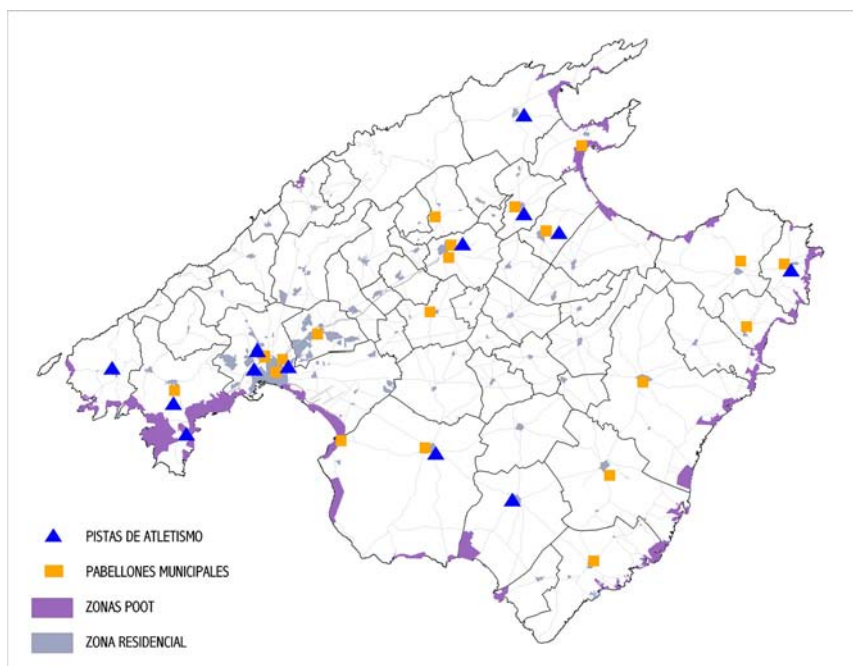 PISTAS DE ATLETISMO
PABELLONES MUNICIPALES
ZONAS POOT
ZONA RESIDENCIAL